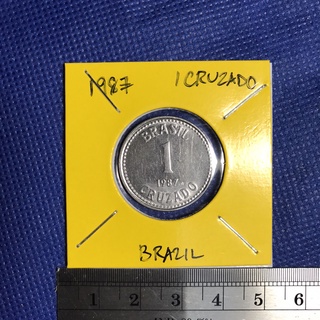 1987 1 CRUZADO
BRASIL
1
1987
CRUZADO
BRAZIL
1 2 3 4 5 6